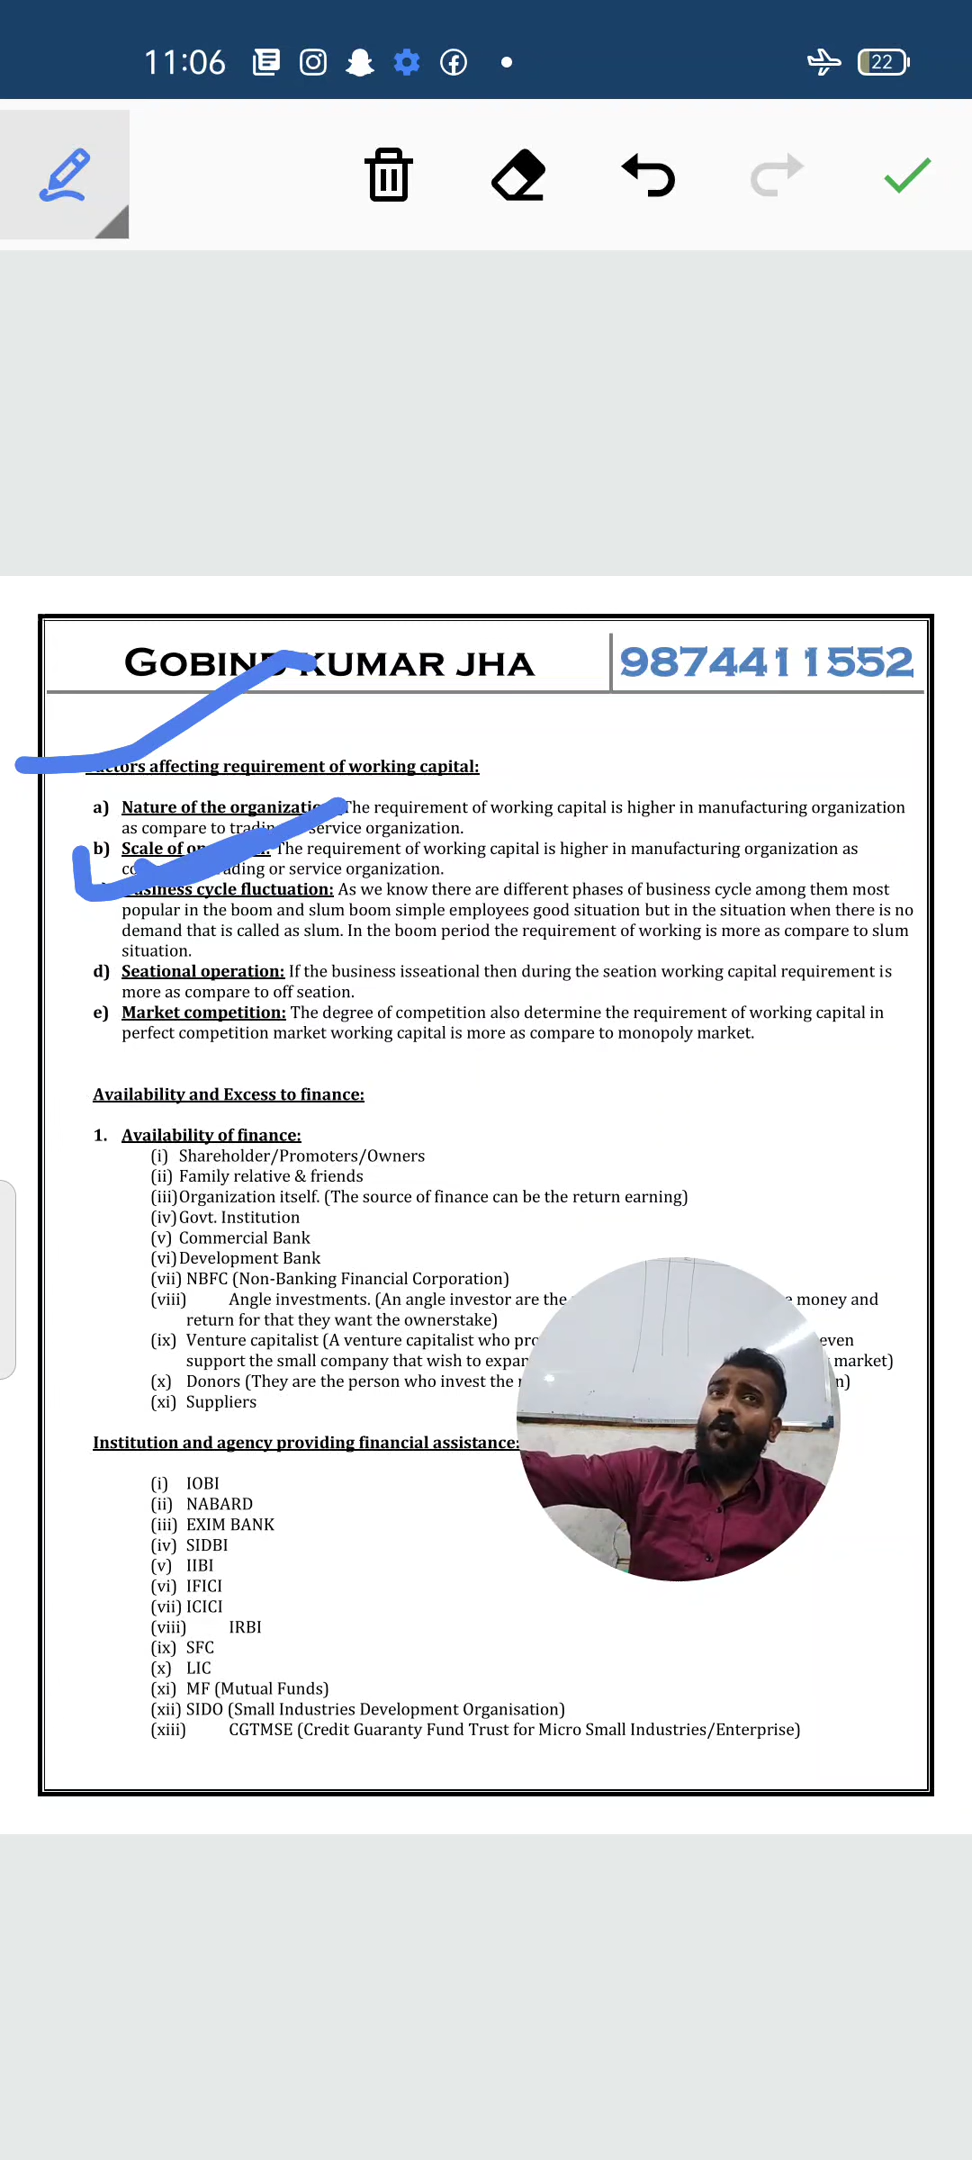 11:06
22
GOBIND KUMAR JHA
9874411552
affecting requirement of working capital:
a) Nature of the organization The requirement of working capital is higher in manufacturing organization
as compare to service organization.
b) Scale of The requirement of working capital is higher in manufacturing organization as
or service organization.
Business cycle fluctuation: As we know there are different phases of business cycle among them most
popular in the boom and slum boom simple employees good situation but in the situation when there is no
demand that is called as slum. In the boom period the requirement of working is more as compare to slum
situation.
d) Seational operation: If the business isseational then during the seation working capital requirement is
more as compare to off seation.
e) Market competition: The degree of competition also determine the requirement of working capital in
perfect competition market working capital is more as compare to monopoly market.
Availability and Excess to finance:
1. Availability of finance:
(i) Shareholder/Promoters/Owners
(ii) Family relative & friends
(iii) Organization itself. (The source of finance can be the return earning)
(iv) Govt. Institution
(v) Commercial Bank
(vi) Development Bank
(vii) NBFC (Non-Banking Financial Corporation)
(viii) Angle investments. (An angle investor are the money and
return for that they want the ownerstake)
(ix) Venture capitalist (A venture capitalist who even
support the small company that wish to market)
(x) Donors (They are the person who invest the
(xi) Suppliers
Institution and agency providing financial assistance:
(i) IOBI
(ii) NABARD
(iii) EXIM BANK
(iv) SIDBI
(v) IIBI
(vi) IFICI
(vii) ICICI
(viii) IRBI
(ix) SFC
(x) LIC
(xi) MF (Mutual Funds)
(xii) SIDO (Small Industries Development Organisation)
(xiii) CGTMSE (Credit Guaranty Fund Trust for Micro Small Industries/Enterprise)